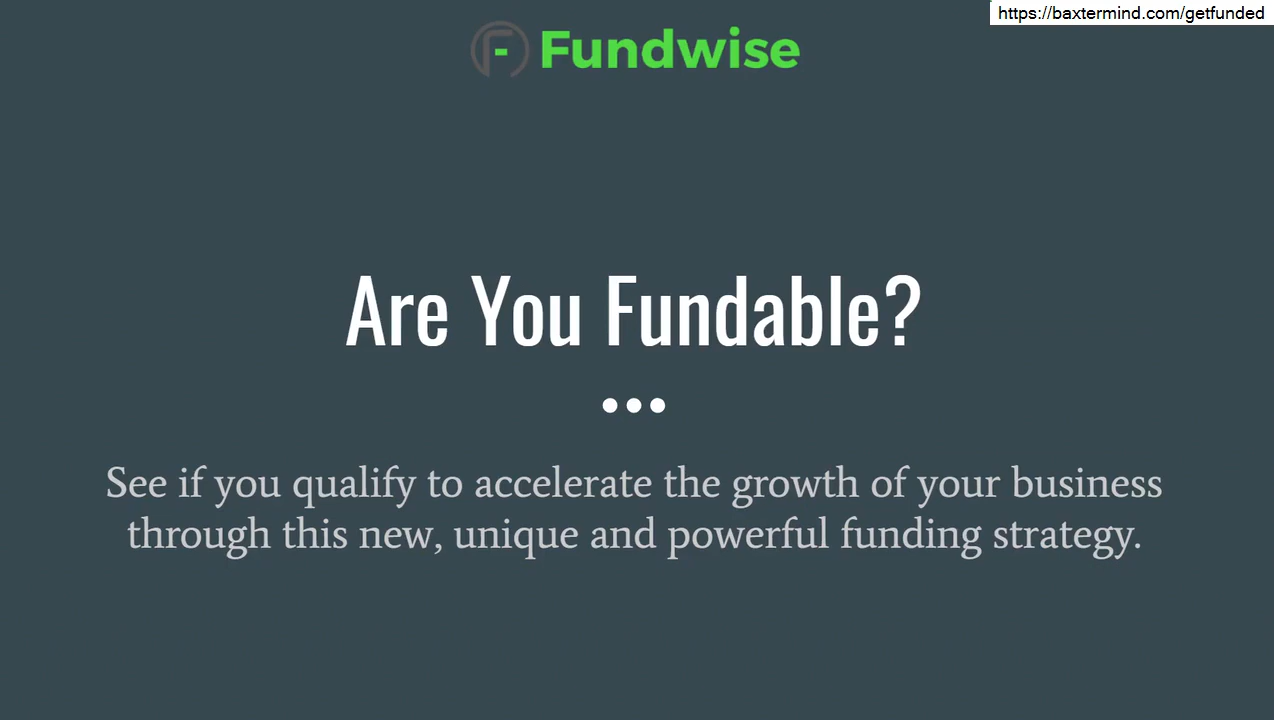 https://baxtermind.com/getfunded
Fundwise
Are You Fundable?
See if you qualify to accelerate the growth of your business
through this new, unique and powerful funding strategy.